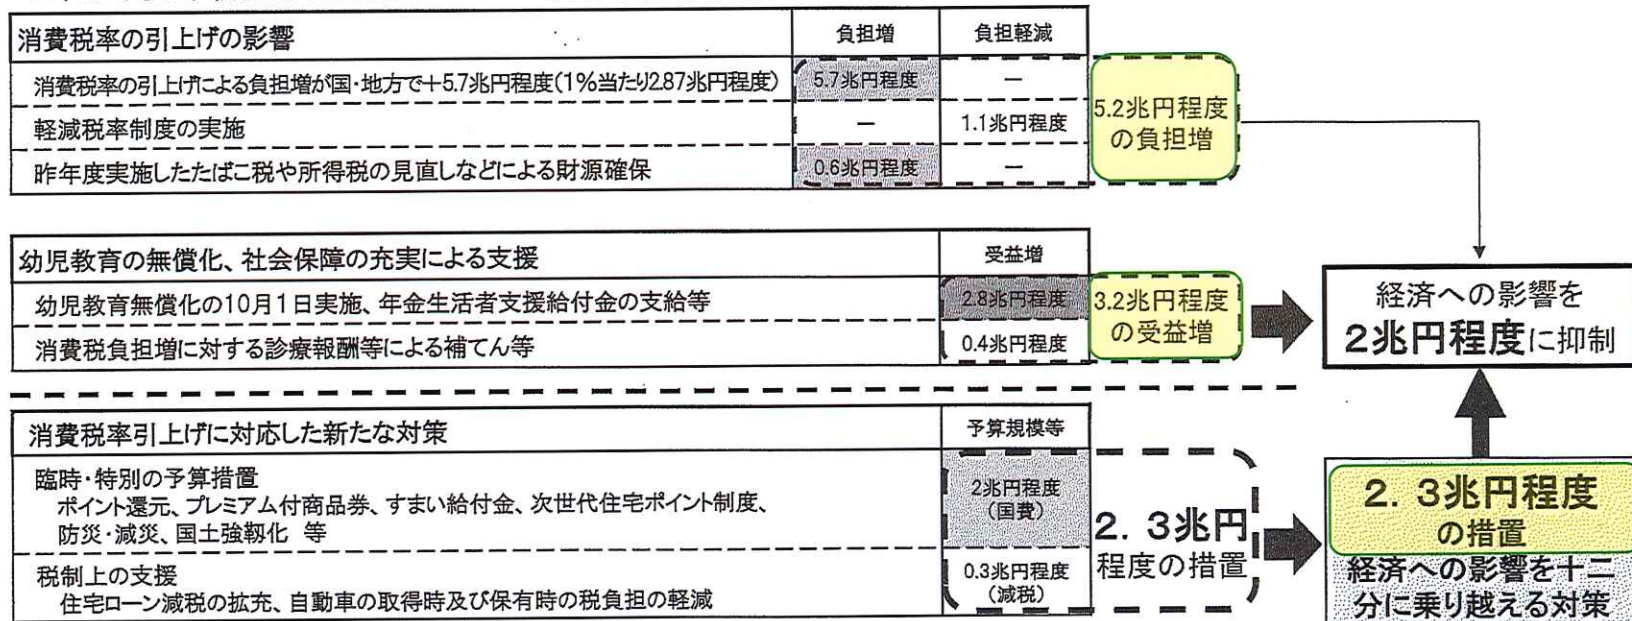 消費税率の引上げの影響
負担増
負担軽減
消費税率の引上げによる負担増が国・地方で+5.7兆円程度(1%当たり2.87兆円程度)
5.7兆円程度
－
軽減税率制度の実施
－
1.1兆円程度
昨年度実施したたばこ税や所得税の見直しなどによる財源確保
0.6兆円程度
－
5.2兆円程度
の負担増
幼児教育の無償化、社会保障の充実による支援
受益増
幼児教育無償化の10月1日実施、年金生活者支援給付金の支給等
2.8兆円程度
消費税負担増に対する診療報酬等による補てん等
0.4兆円程度
3.2兆円程度
の受益増
経済への影響を
2兆円程度に抑制
消費税率引上げに対応した新たな対策
予算規模等
臨時・特別の予算措置
ポイント還元、プレミアム付商品券、すまい給付金、次世代住宅ポイント制度、
防災・減災、国土強靱化 等
2兆円程度
(国費)
税制上の支援
住宅ローン減税の拡充、自動車の取得時及び保有時の税負担の軽減
0.3兆円程度
(減税)
2. 3兆円
程度の措置
2. 3兆円程度
の措置
経済への影響を十二
分に乗り越える対策